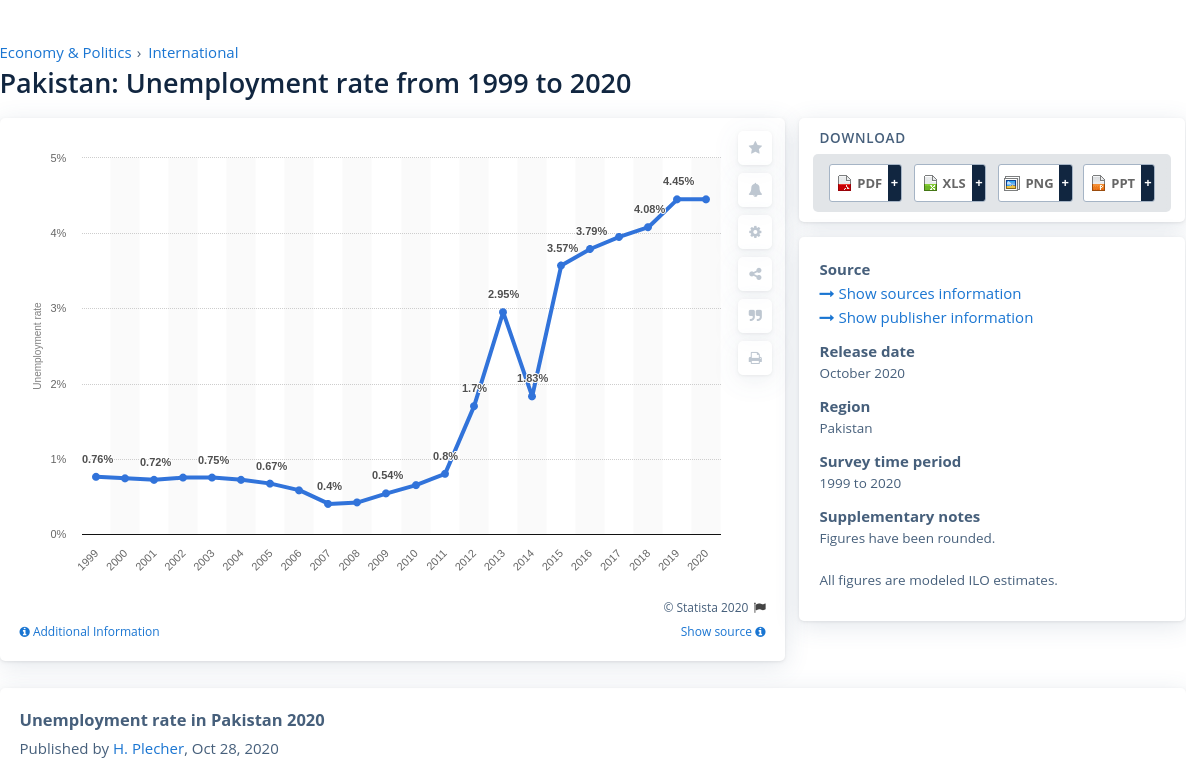 Economy & Politics › International
Pakistan: Unemployment rate from 1999 to 2020
Unemployment rate
5%
4%
3%
2%
1%
0%
0.76%
0.72%
0.75%
0.67%
0.4%
0.54%
0.8%
1.7%
2.95%
1.83%
3.57%
3.79%
4.08%
4.45%
1999 2000 2001 2002 2003 2004 2005 2006 2007 2008 2009 2010 2011 2012 2013 2014 2015 2016 2017 2018 2019 2020
© Statista 2020
Additional Information
Show source
DOWNLOAD
PDF + XLS + PNG + PPT +
Source
Show sources information
Show publisher information
Release date
October 2020
Region
Pakistan
Survey time period
1999 to 2020
Supplementary notes
Figures have been rounded.
All figures are modeled ILO estimates.
Unemployment rate in Pakistan 2020
Published by H. Plecher, Oct 28, 2020